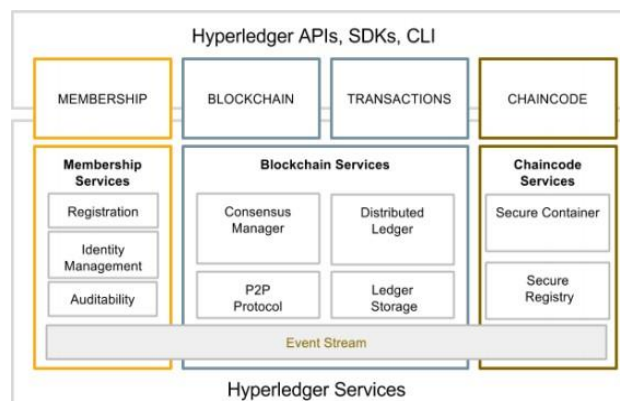 Hyperledger APIs, SDKs, CLI
MEMBERSHIP
BLOCKCHAIN
TRANSACTIONS
CHAINCODE
Membership
Services
Registration
Identity
Management
Auditability
Blockchain Services
Consensus
Manager
Distributed
Ledger
P2P
Protocol
Ledger
Storage
Chaincode
Services
Secure Container
Secure
Registry
Event Stream
Hyperledger Services